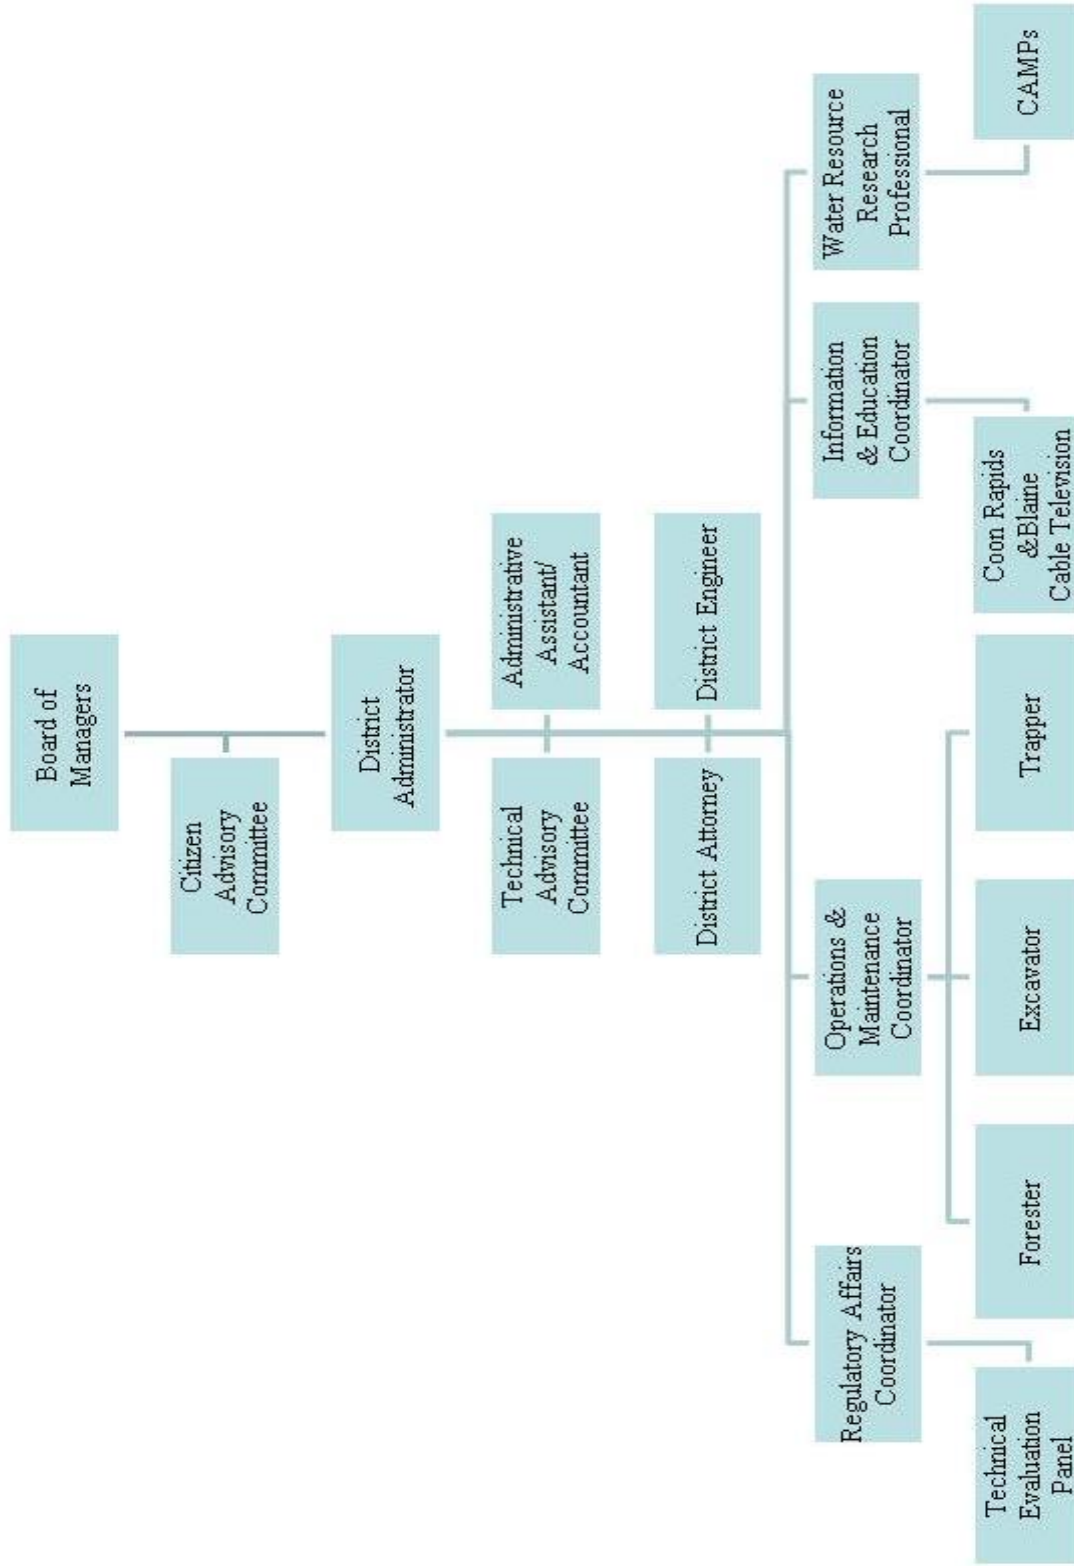 Board of
Managers
Citizen
Advisory
Committee
District
Administrator
Technical
Advisory
Committee
Administrative
Assistant/
Accountant
District Attorney
District Engineer
Regulatory Affairs
Coordinator
Operations &
Maintenance
Coordinator
Information
& Education
Coordinator
Water Resource
Research
Professional
Technical
Evaluation
Panel
Forester
Excavator
Trapper
Coon Rapids
&Blaine
Cable Television
CAMPs